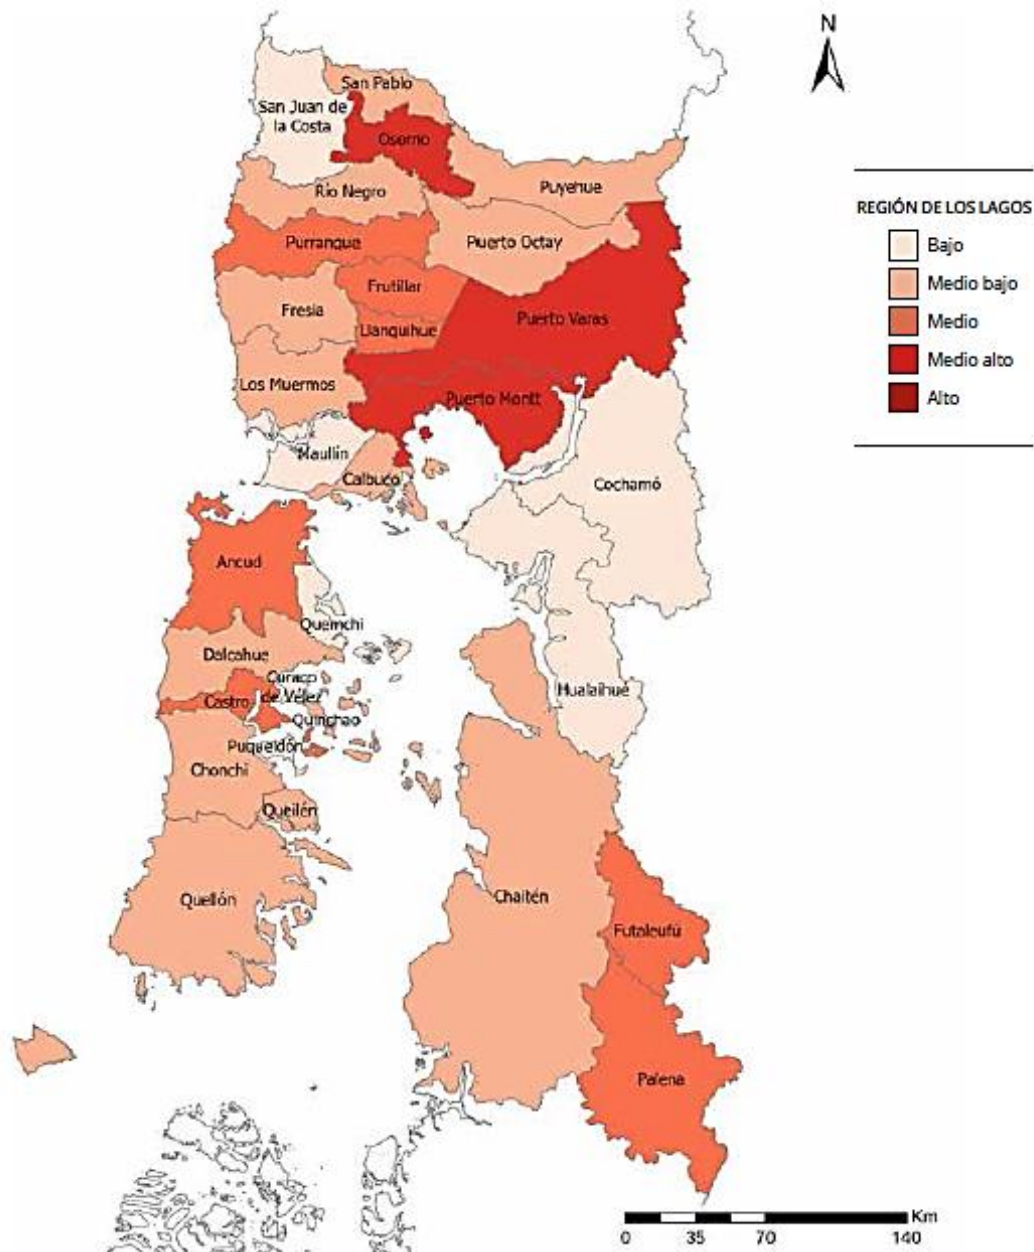 N
San Pablo
San Juan de
la Costa
Osorno
Río Negro
Puyehue
REGIÓN DE LOS LAGOS
Purranque
Puerto Octay
Bajo
Medio bajo
Frutillar
Fresia
Puerto Varas
Medio
Llanquihue
Medio alto
Los Muermos
Puerto Montt
Alto
Maullín
Calbuco
Cochamó
Ancud
Quemchi
Dalcahue
Curaco
de Vélez
Hualaihué
Castro
Quinchao
Puqueldón
Chonchi
Queilén
Quellón
Chaitén
Futaleufú
Palena
Km
0 35 70 140